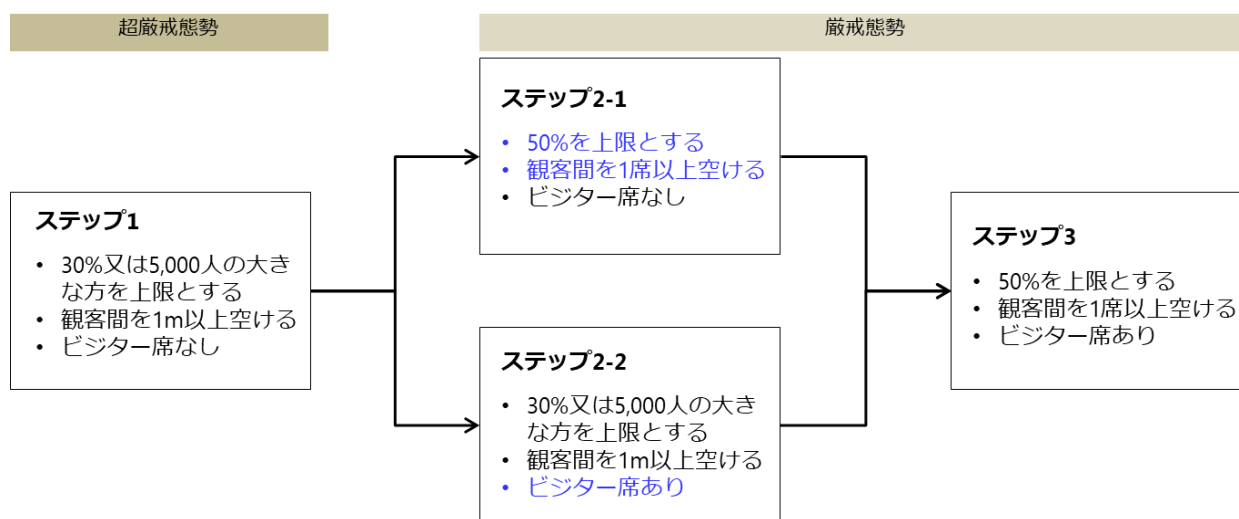 超厳戒態勢
厳戒態勢
ステップ1
• 30%又は5,000人の大き
な方を上限とする
• 観客間を1m以上空ける
• ビジター席なし
ステップ2-1
• 50%を上限とする
• 観客間を1席以上空ける
• ビジター席なし
ステップ2-2
• 30%又は5,000人の大き
な方を上限とする
• 観客間を1m以上空ける
• ビジター席あり
ステップ3
• 50%を上限とする
• 観客間を1席以上空ける
• ビジター席あり